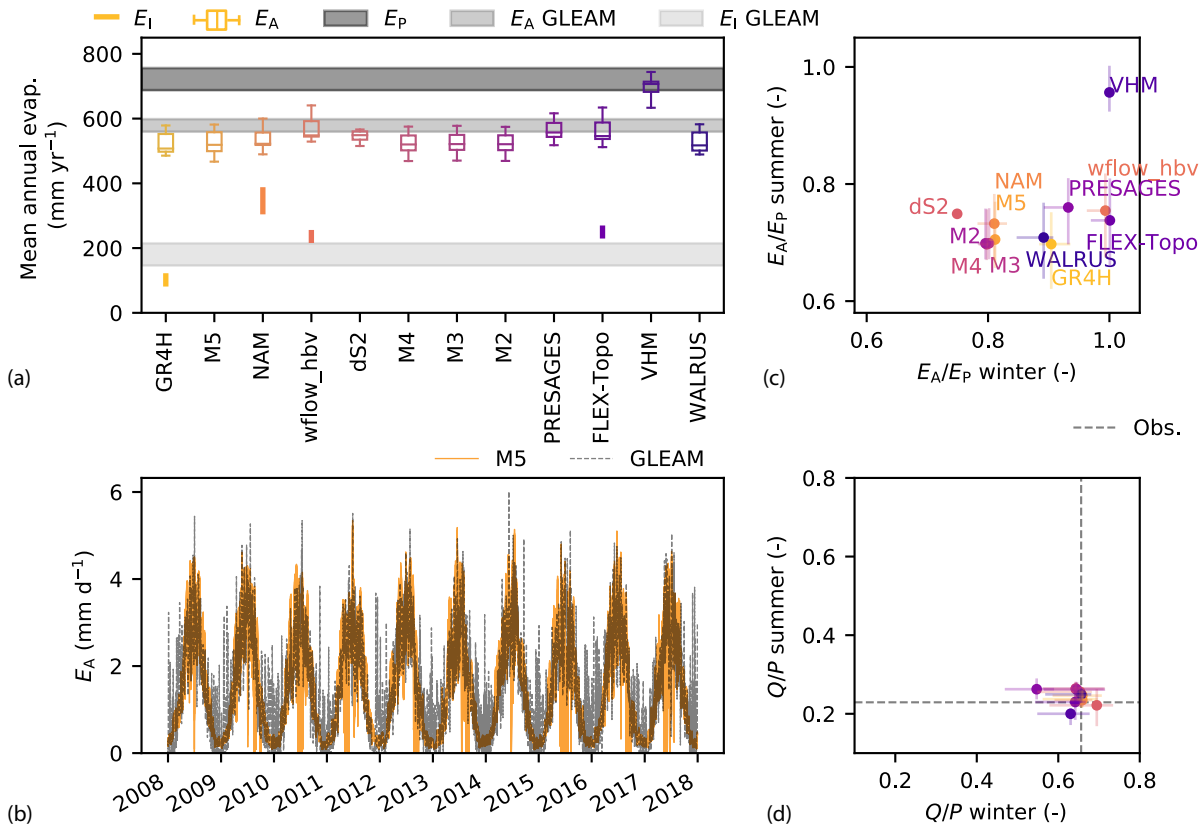 E_I E_A E_P E_A GLEAM E_I GLEAM
Mean annual evap.
(mm yr⁻¹)
800
600
400
200
0
GR4H
M5
NAM
wflow_hbv
dS2
M4
M3
M2
PRESAGES
FLEX-Topo
VHM
WALRUS
(a)
E_A/E_P summer (-)
1.0
0.8
0.6
VHM
wflow_hbv
NAM
PRESAGES
M5
dS2
M2
FLEX-Topo
WALRUS
M4
M3
GR4H
0.6 0.8 1.0
E_A/E_P winter (-)
(c)
M5 GLEAM
E_A (mm d⁻¹)
6
4
2
0
2008 2009 2010 2011 2012 2013 2014 2015 2016 2017 2018
(b)
Obs.
Q/P summer (-)
0.8
0.6
0.4
0.2
0.2 0.4 0.6 0.8
Q/P winter (-)
(d)